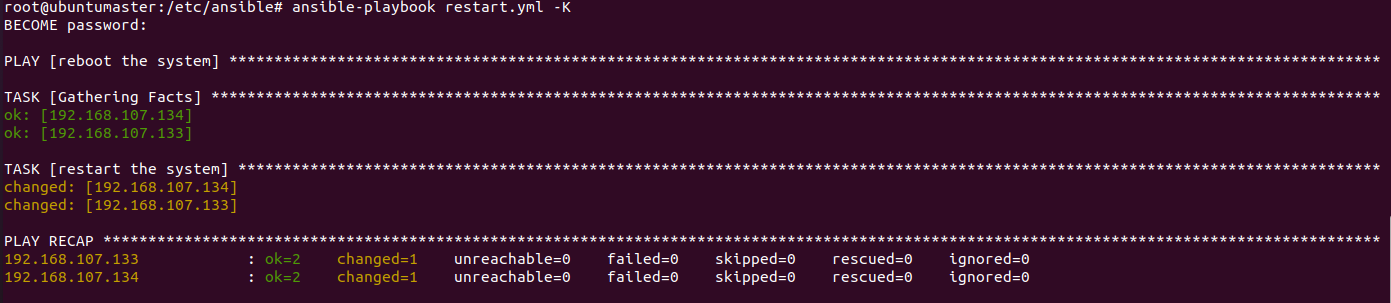 root@ubuntumaster:/etc/ansible# ansible-playbook restart.yml -K
BECOME password:
PLAY [reboot the system] ********************************************************************************************************************************
TASK [Gathering Facts] **********************************************************************************************************************************
ok: [192.168.107.134]
ok: [192.168.107.133]
TASK [restart the system] *******************************************************************************************************************************
changed: [192.168.107.134]
changed: [192.168.107.133]
PLAY RECAP **********************************************************************************************************************************************
192.168.107.133            : ok=2    changed=1    unreachable=0    failed=0    skipped=0    rescued=0    ignored=0
192.168.107.134            : ok=2    changed=1    unreachable=0    failed=0    skipped=0    rescued=0    ignored=0